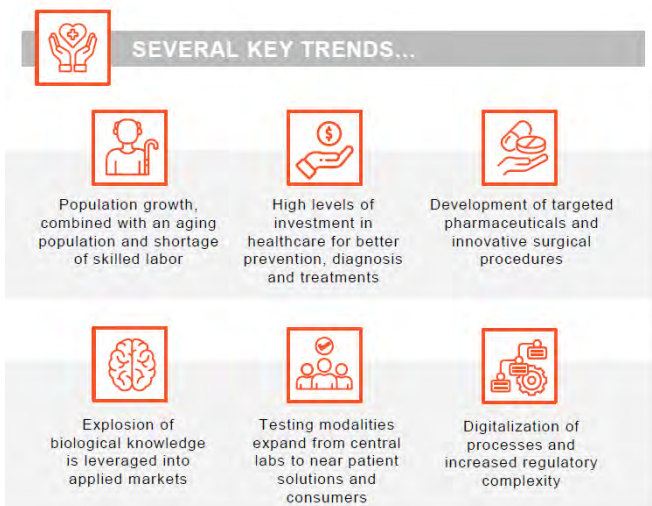 SEVERAL KEY TRENDS...
Population growth,
combined with an aging
population and shortage
of skilled labor
High levels of
investment in
healthcare for better
prevention, diagnosis
and treatments
Development of targeted
pharmaceuticals and
innovative surgical
procedures
Explosion of
biological knowledge
is leveraged into
applied markets
Testing modalities
expand from central
labs to near patient
solutions and
consumers
Digitalization of
processes and
increased regulatory
complexity